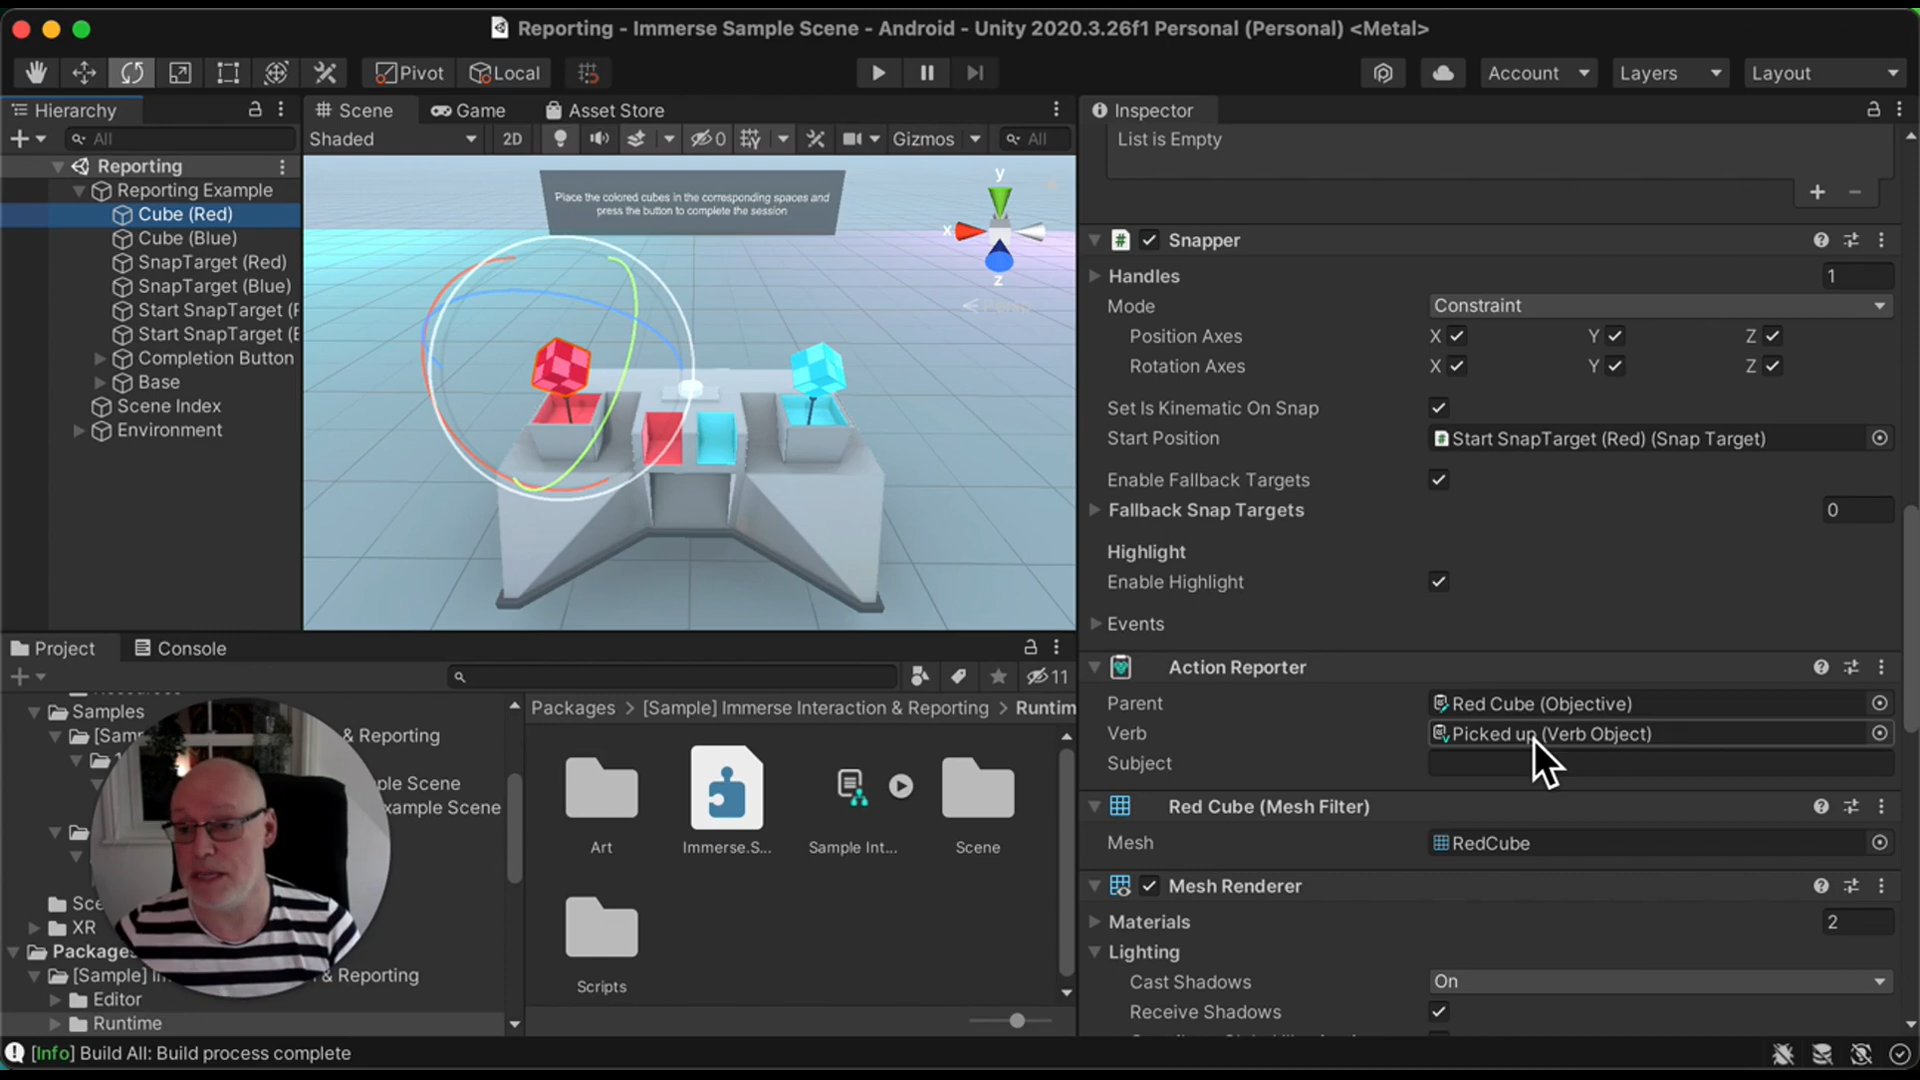 Reporting - Immerse Sample Scene - Android - Unity 2020.3.26f1 Personal (Personal) <Metal>
Pivot
Local
Account
Layers
Layout
Hierarchy
All
Reporting
Reporting Example
Cube (Red)
Cube (Blue)
SnapTarget (Red)
SnapTarget (Blue)
Start SnapTarget (
Start SnapTarget (
Completion Button
Base
Scene Index
Environment
Scene
Game
Asset Store
Shaded
2D
0
Gizmos
All
Place the colored cubes in the corresponding spaces and
press the button to complete the session
y
x
z
Persp
Project
Console
11
Samples
[Sam
& Reporting
ple Scene
xample Scene
Sce
XR
Packages
[Sample] I
n & Reporting
Editor
Runtime
Packages > [Sample] Immerse Interaction & Reporting > Runtim
Art
Immerse.S...
Sample Int...
Scene
Scripts
Inspector
List is Empty
Snapper
Handles
1
Mode
Constraint
Position Axes
X
Y
Z
Rotation Axes
X
Y
Z
Set Is Kinematic On Snap
Start Position
Start SnapTarget (Red) (Snap Target)
Enable Fallback Targets
Fallback Snap Targets
0
Highlight
Enable Highlight
Events
Action Reporter
Parent
Red Cube (Objective)
Verb
Picked up (Verb Object)
Subject
Red Cube (Mesh Filter)
Mesh
RedCube
Mesh Renderer
Materials
2
Lighting
Cast Shadows
On
Receive Shadows
[Info] Build All: Build process complete